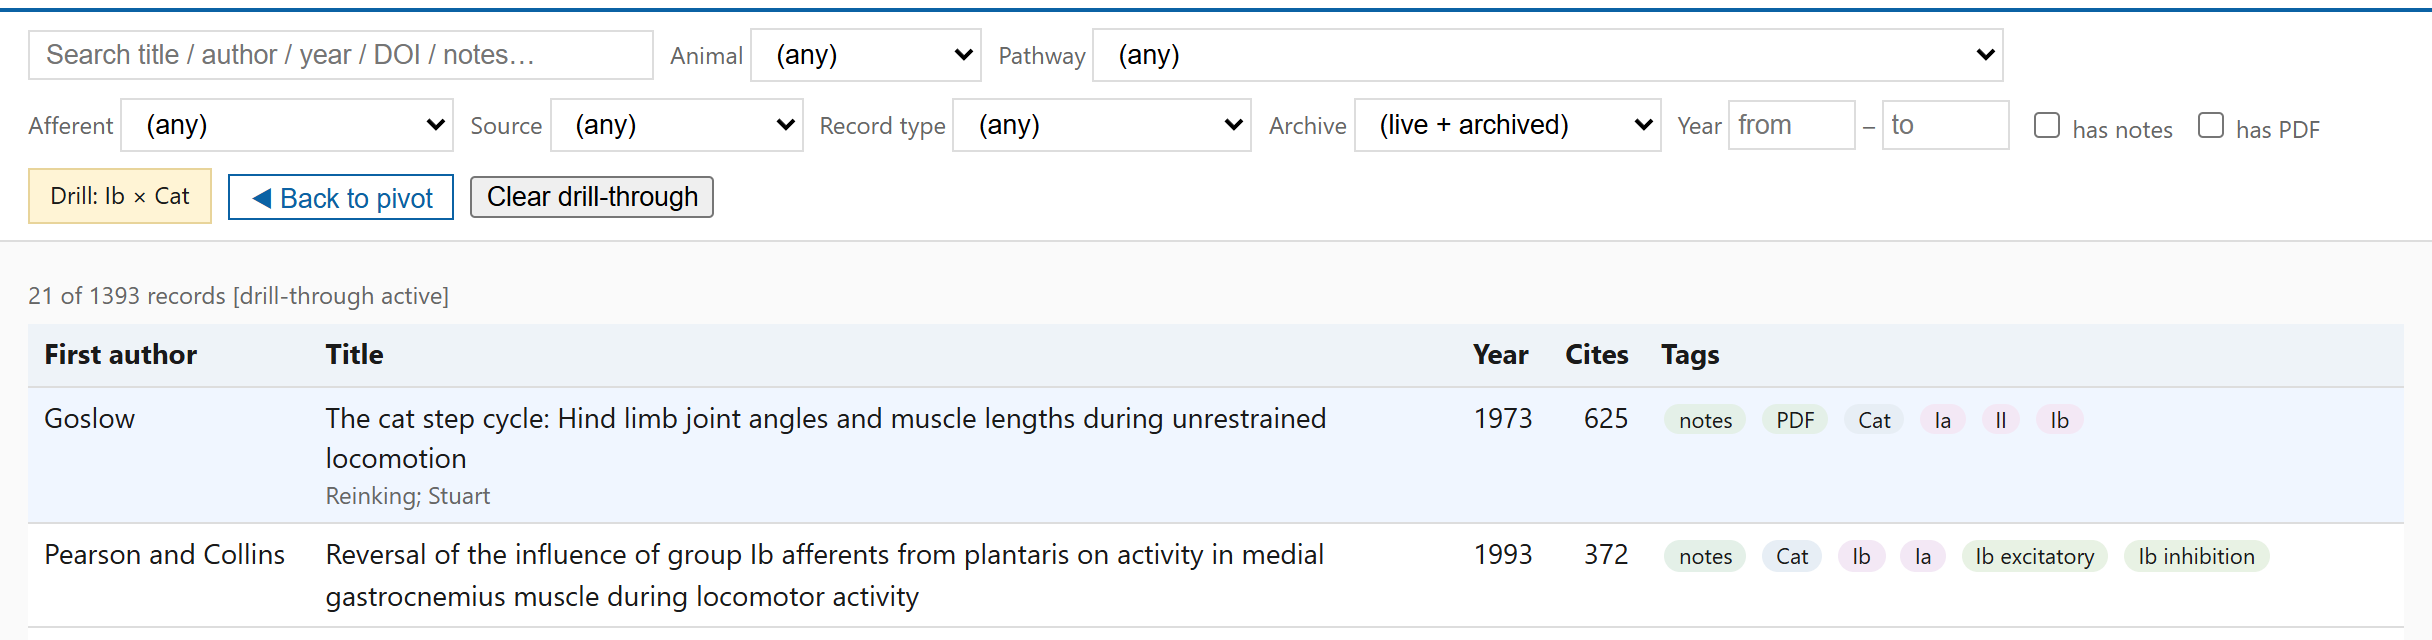 Search title / author / year / DOI / notes…
Animal (any) Pathway (any)
Afferent (any) Source (any) Record type (any) Archive (live + archived) Year from – to has notes has PDF
Drill: Ib × Cat ◀ Back to pivot Clear drill-through
21 of 1393 records [drill-through active]
First author Title Year Cites Tags
Goslow The cat step cycle: Hind limb joint angles and muscle lengths during unrestrained 1973 625 notes PDF Cat Ia II Ib
locomotion
Reinking; Stuart
Pearson and Collins Reversal of the influence of group Ib afferents from plantaris on activity in medial 1993 372 notes Cat Ib Ia Ib excitatory Ib inhibition
gastrocnemius muscle during locomotor activity